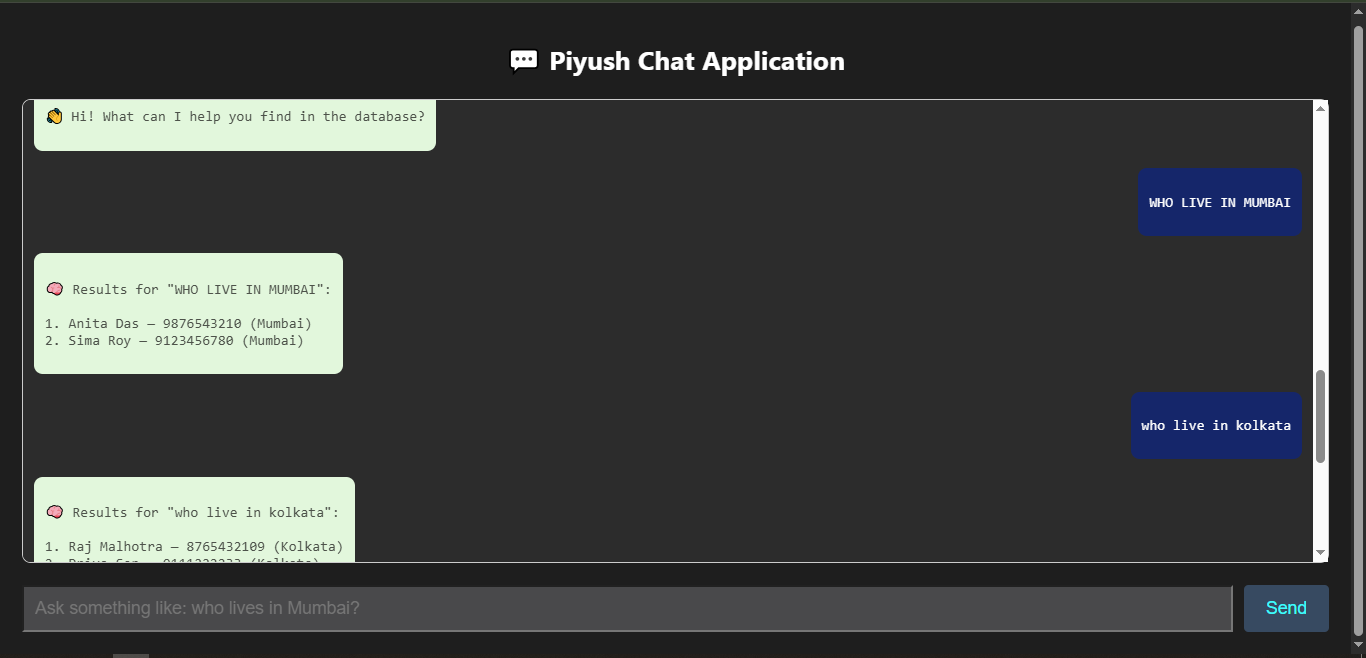 💬 Piyush Chat Application
👋 Hi! What can I help you find in the database?
WHO LIVE IN MUMBAI
🧠 Results for "WHO LIVE IN MUMBAI":
1. Anita Das – 9876543210 (Mumbai)
2. Sima Roy – 9123456780 (Mumbai)
who live in kolkata
🧠 Results for "who live in kolkata":
1. Raj Malhotra – 8765432109 (Kolkata)
Ask something like: who lives in Mumbai?
Send